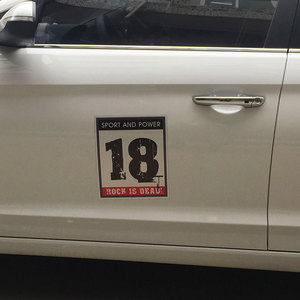 SPORT AND POWER
18
ROCK IS DEAD!